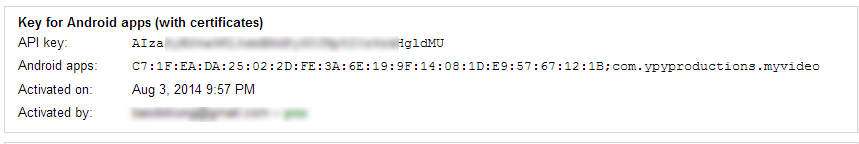 Key for Android apps (with certificates)
API key: AIza HgldMU
Android apps: C7:1F:EA:DA:25:02:2D:FE:3A:6E:19:9F:14:08:1D:E9:57:67:12:1B;com.ypyproductions.myvideo
Activated on: Aug 3, 2014 9:57 PM
Activated by: